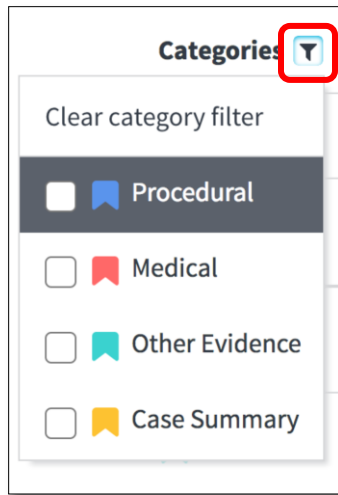 Categories
Clear category filter
Procedural
Medical
Other Evidence
Case Summary